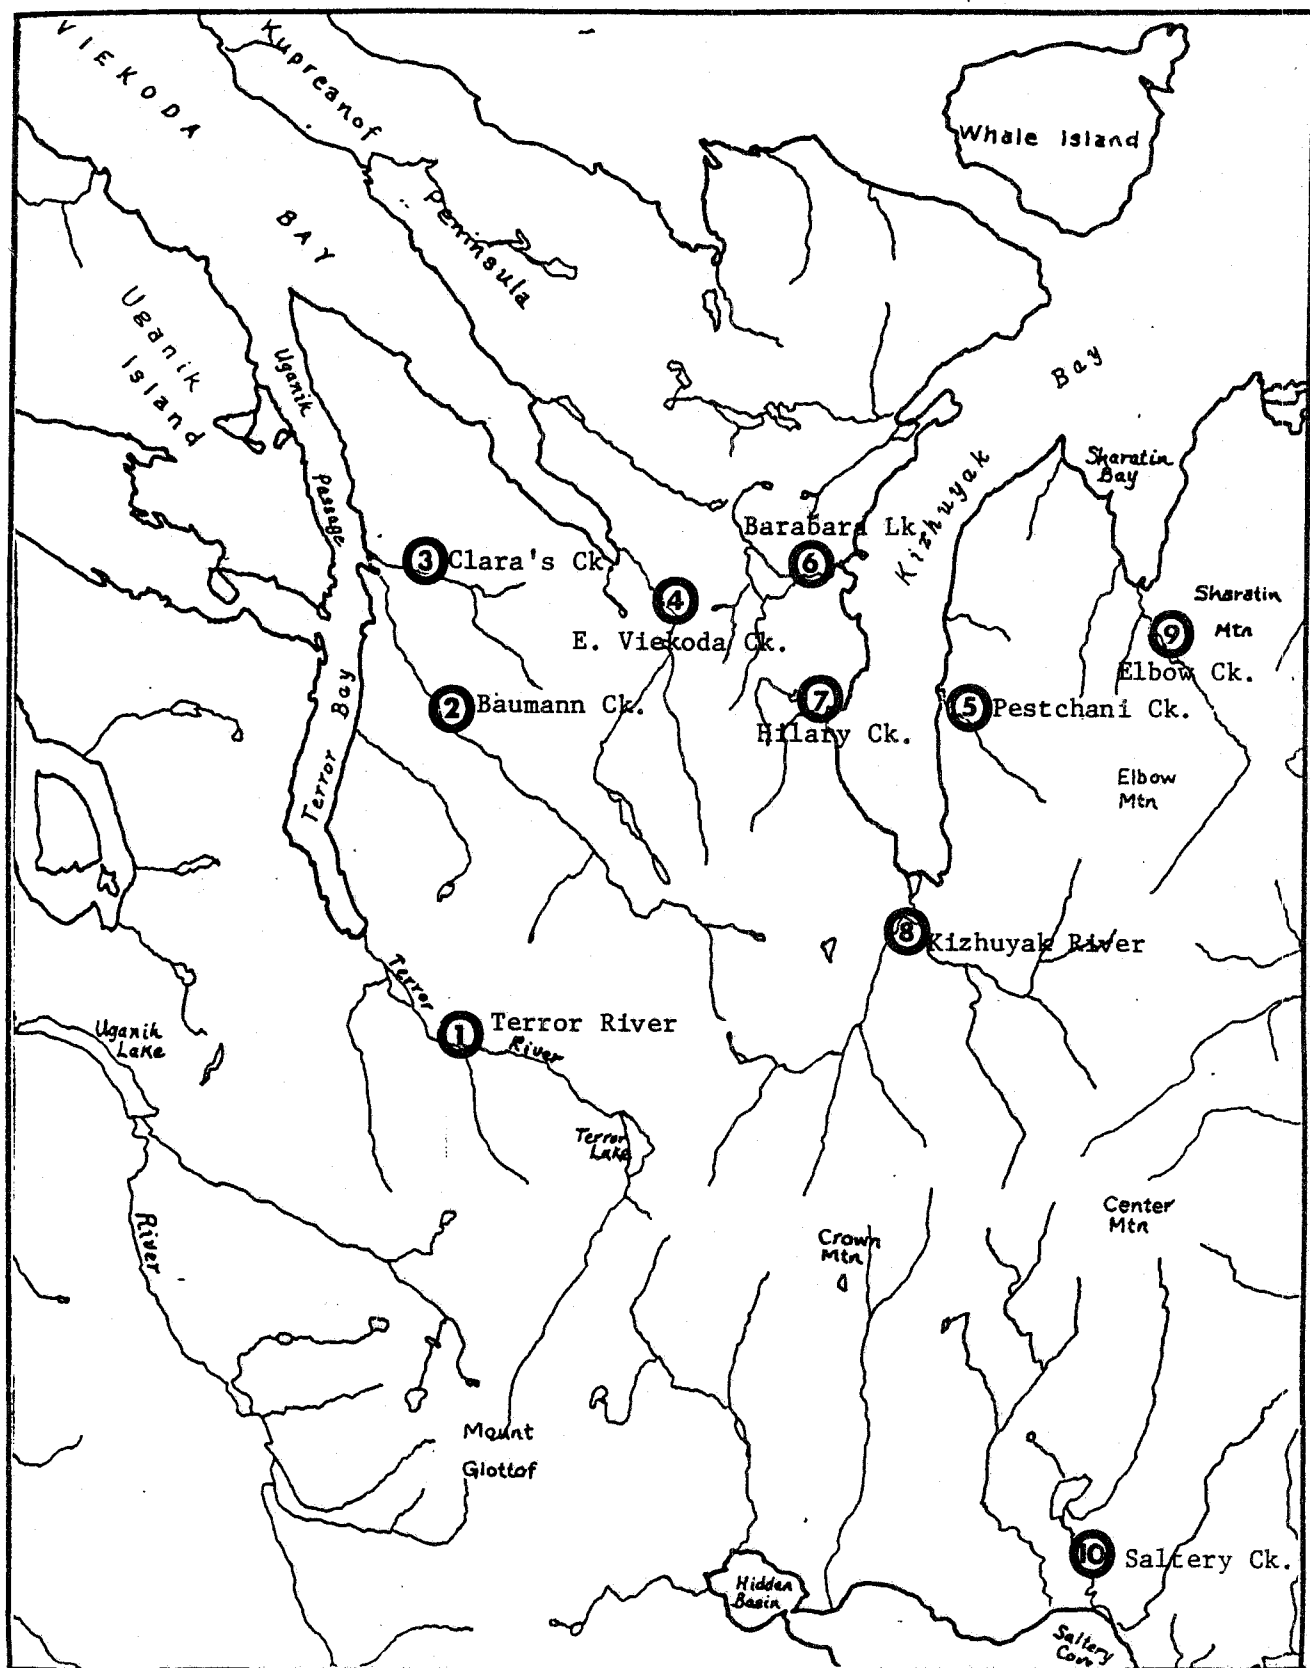 VIEKODA
BAY
Kupreanof
Peninsula
Whale Island
Uganik
Island
Uganik
Passage
Bay
Kizhuyak
Sharatin
Bay
Barabara Lk.
6
3 Clara's Ck.
4
E. Viekoda Ck.
Sharatin
Mtn
9
Elbow Ck.
2 Baumann Ck.
7
Hilary Ck.
5 Pestchani Ck.
Terror Bay
Elbow
Mtn
8 Kizhuyak River
Terror
River
1 Terror River
Uganik
Lake
Terror
Lake
River
Center
Mtn
Crown
Mtn
Mount
Glottof
10 Saltery Ck.
Hidden
Basin
Saltery
Cove